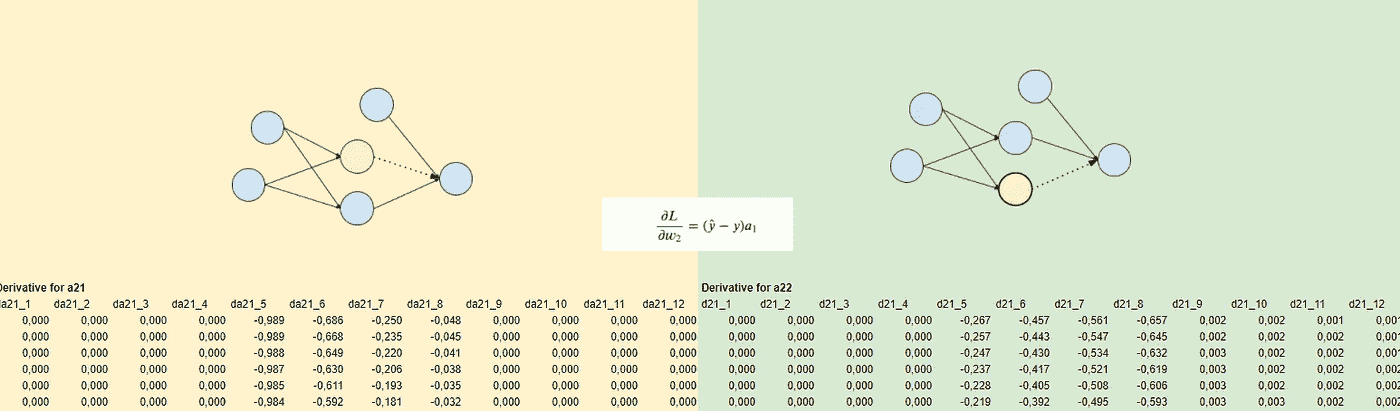 ∂L/∂w₂ = (ŷ − y)a₁
Derivative for a21
da21_1 da21_2 da21_3 da21_4 da21_5 da21_6 da21_7 da21_8 da21_9 da21_10 da21_11 da21_12
0,000 0,000 0,000 0,000 -0,989 -0,686 -0,250 -0,048 0,000 0,000 0,000 0,000
0,000 0,000 0,000 0,000 -0,989 -0,668 -0,235 -0,045 0,000 0,000 0,000 0,000
0,000 0,000 0,000 0,000 -0,988 -0,649 -0,220 -0,041 0,000 0,000 0,000 0,000
0,000 0,000 0,000 0,000 -0,987 -0,630 -0,206 -0,038 0,000 0,000 0,000 0,000
0,000 0,000 0,000 0,000 -0,985 -0,611 -0,193 -0,035 0,000 0,000 0,000 0,000
0,000 0,000 0,000 0,000 -0,984 -0,592 -0,181 -0,032 0,000 0,000 0,000 0,000
Derivative for a22
d21_1 d21_2 d21_3 d21_4 d21_5 d21_6 d21_7 d21_8 d21_9 d21_10 d21_11 d21_12
0,000 0,000 0,000 0,000 -0,267 -0,457 -0,561 -0,657 0,002 0,002 0,001 0,001
0,000 0,000 0,000 0,000 -0,257 -0,443 -0,547 -0,645 0,002 0,002 0,002 0,001
0,000 0,000 0,000 0,000 -0,247 -0,430 -0,534 -0,632 0,003 0,002 0,002 0,001
0,000 0,000 0,000 0,000 -0,237 -0,417 -0,521 -0,619 0,003 0,002 0,002 0,002
0,000 0,000 0,000 0,000 -0,228 -0,405 -0,508 -0,606 0,003 0,002 0,002 0,002
0,000 0,000 0,000 0,000 -0,219 -0,392 -0,495 -0,593 0,003 0,002 0,002 0,002